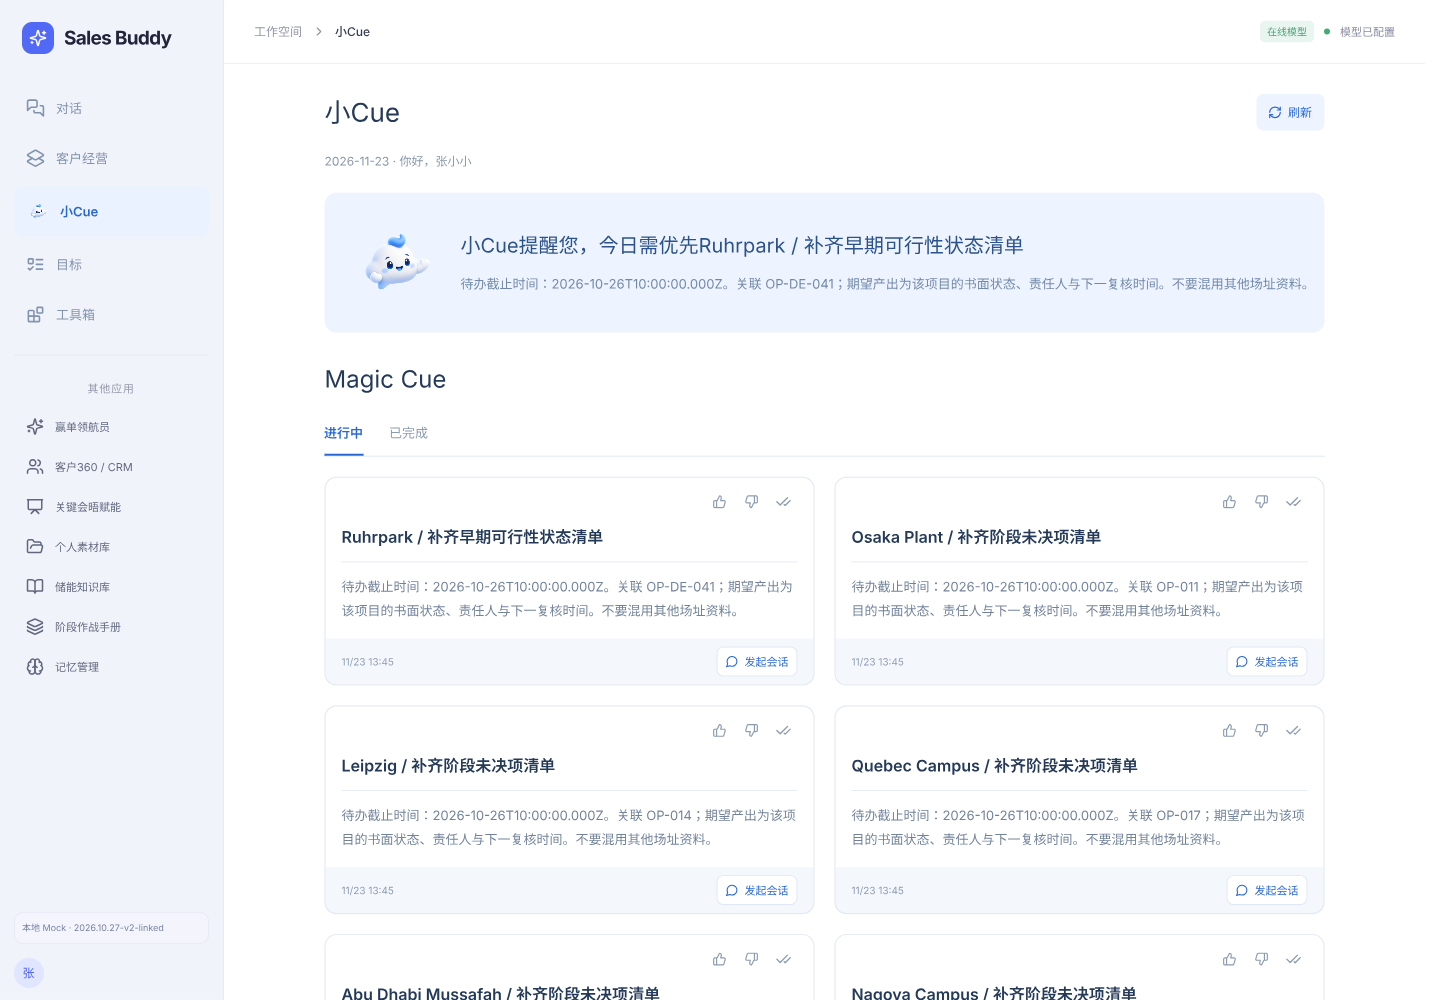 Sales Buddy
对话
客户经营
小Cue
目标
工具箱
其他应用
赢单领航员
客户360 / CRM
关键会晤赋能
个人素材库
储能知识库
阶段作战手册
记忆管理
本地 Mock · 2026.10.27-v2-linked
张
工作空间 > 小Cue
在线模型
模型已配置
小Cue
刷新
2026-11-23 · 你好，张小小
小Cue提醒您，今日需优先Ruhrpark / 补齐早期可行性状态清单
待办截止时间：2026-10-26T10:00:00.000Z。关联 OP-DE-041；期望产出为该项目的书面状态、责任人与下一复核时间。不要混用其他场址资料。
Magic Cue
进行中
已完成
Ruhrpark / 补齐早期可行性状态清单
待办截止时间：2026-10-26T10:00:00.000Z。关联 OP-DE-041；期望产出为
该项目的书面状态、责任人与下一复核时间。不要混用其他场址资料。
11/23 13:45
发起会话
Osaka Plant / 补齐阶段未决项清单
待办截止时间：2026-10-26T10:00:00.000Z。关联 OP-011；期望产出为该项
目的书面状态、责任人与下一复核时间。不要混用其他场址资料。
11/23 13:45
发起会话
Leipzig / 补齐阶段未决项清单
待办截止时间：2026-10-26T10:00:00.000Z。关联 OP-014；期望产出为该项
目的书面状态、责任人与下一复核时间。不要混用其他场址资料。
11/23 13:45
发起会话
Quebec Campus / 补齐阶段未决项清单
待办截止时间：2026-10-26T10:00:00.000Z。关联 OP-017；期望产出为该项
目的书面状态、责任人与下一复核时间。不要混用其他场址资料。
11/23 13:45
发起会话
Abu Dhabi Mussafah / 补齐阶段未决项清单
Nagoya Campus / 补齐阶段未决项清单